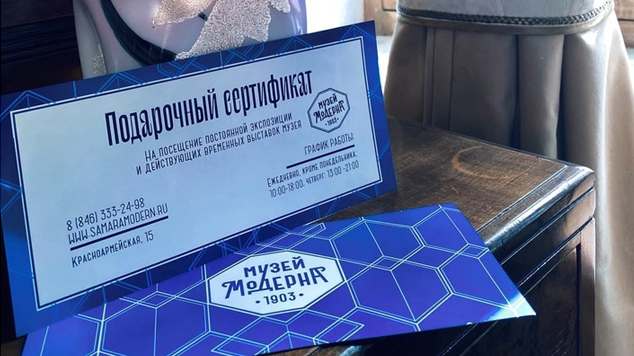 Подарочный сертификат
НА ПОСЕЩЕНИЕ ПОСТОЯННОЙ ЭКСПОЗИЦИИ
И ДЕЙСТВУЮЩИХ ВРЕМЕННЫХ ВЫСТАВОК МУЗЕЯ
МУЗЕЙ
МОДЕРНА
1903
ГРАФИК РАБОТЫ:
ЕЖЕДНЕВНО, КРОМЕ ПОНЕДЕЛЬНИКА,
10:00-18:00, ЧЕТВЕРГ: 13:00-21:00
8 (846) 333-24-98
WWW.SAMARAMODERN.RU
КРАСНОАРМЕЙСКАЯ, 15
МУЗЕЙ
МОДЕРНА
• 1903 •